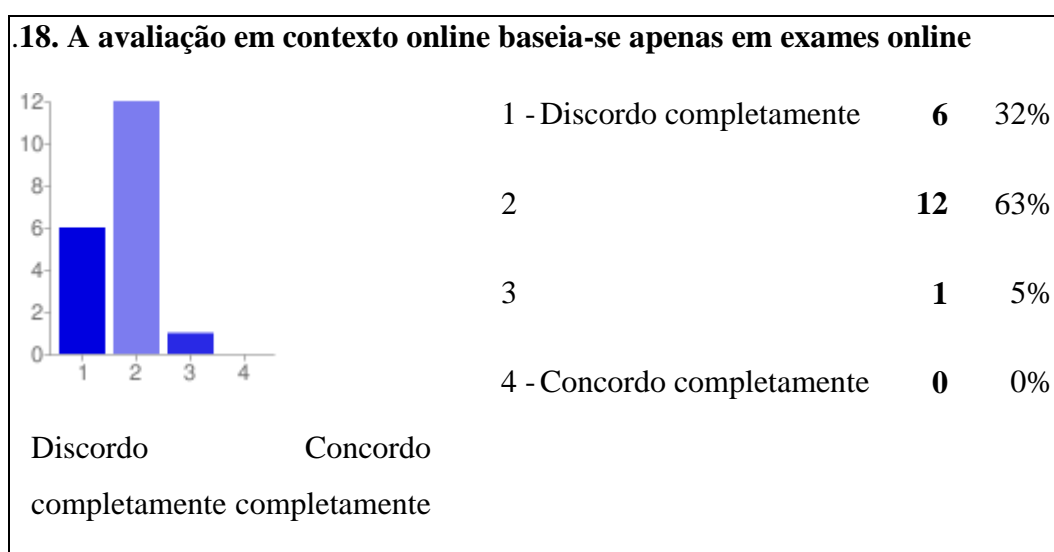 .18. A avaliação em contexto online baseia-se apenas em exames online
12
10
8
6
4
2
0
1 2 3 4
Discordo Concordo
completamente completamente
1 - Discordo completamente 6 32%
2 12 63%
3 1 5%
4 - Concordo completamente 0 0%